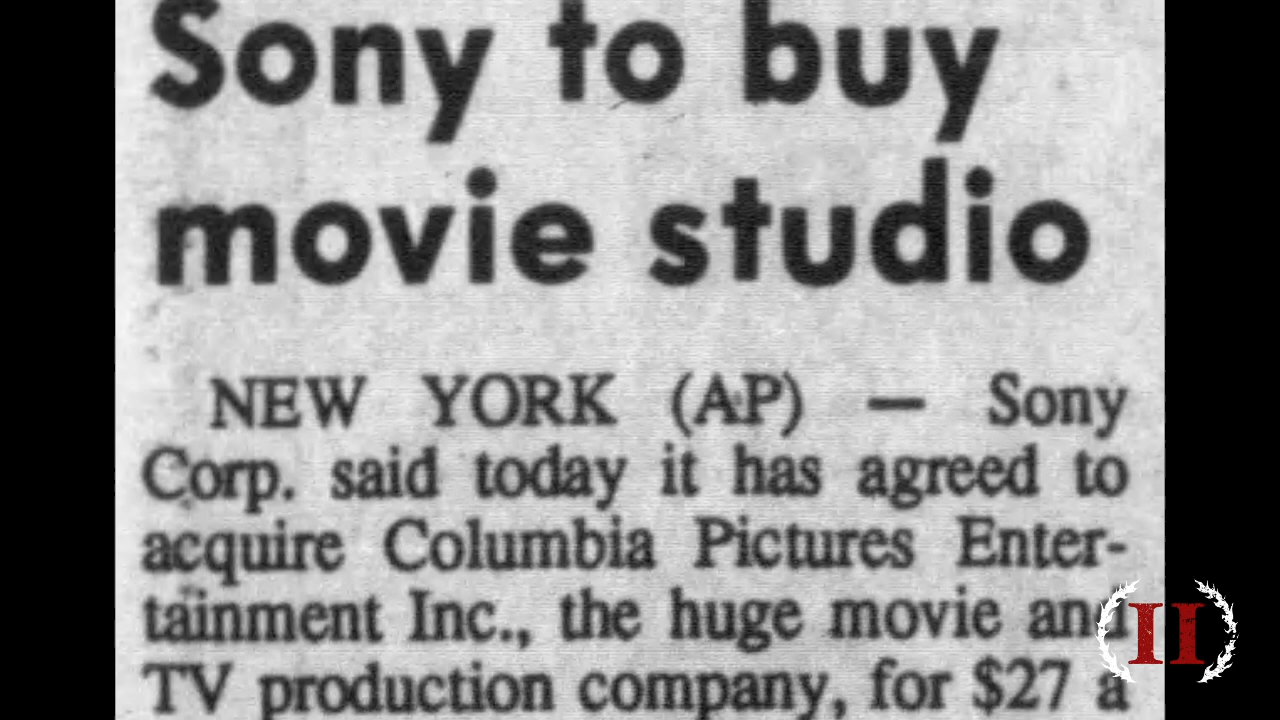 Sony to buy
movie studio
NEW YORK (AP) — Sony
Corp. said today it has agreed to
acquire Columbia Pictures Enter-
tainment Inc., the huge movie and
TV production company, for $27 a
II